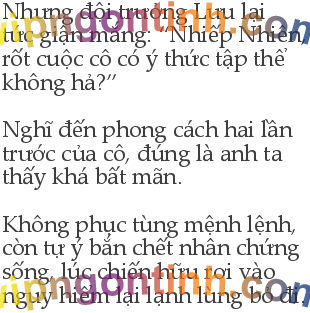 Nhưng đội trưởng Lưu lại
tức giận mắng: “Nhiếp Nhiên,
rốt cuộc cô có ý thức tập thể
không hả?”
Nghĩ đến phong cách hai lần
trước của cô, đúng là anh ta
thấy khá bất mãn.
Không phục tùng mệnh lệnh,
còn tự ý bắn chết nhân chứng
sống, lúc chiến hữu rơi vào
nguy hiểm lại lạnh lùng bỏ đi.